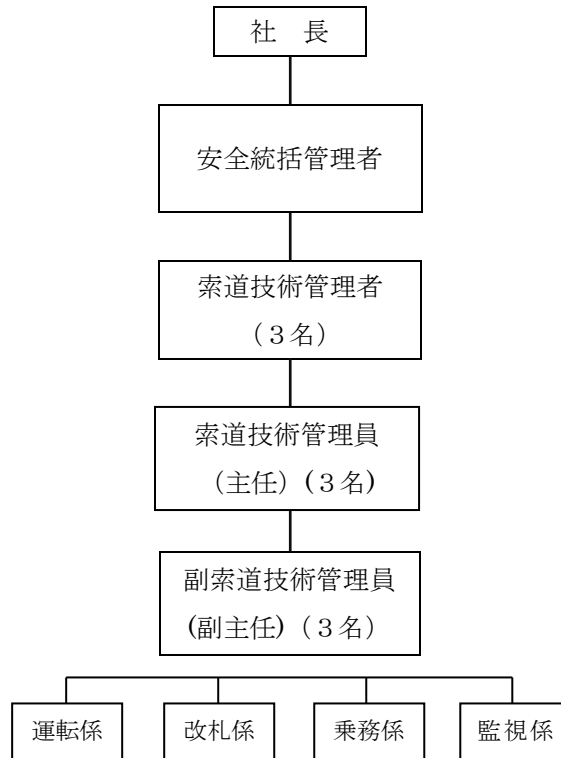 社　長
安全統括管理者
索道技術管理者
（３名）
索道技術管理員
（主任）(３名)
副索道技術管理員
(副主任)（３名）
運転係
改札係
乗務係
監視係